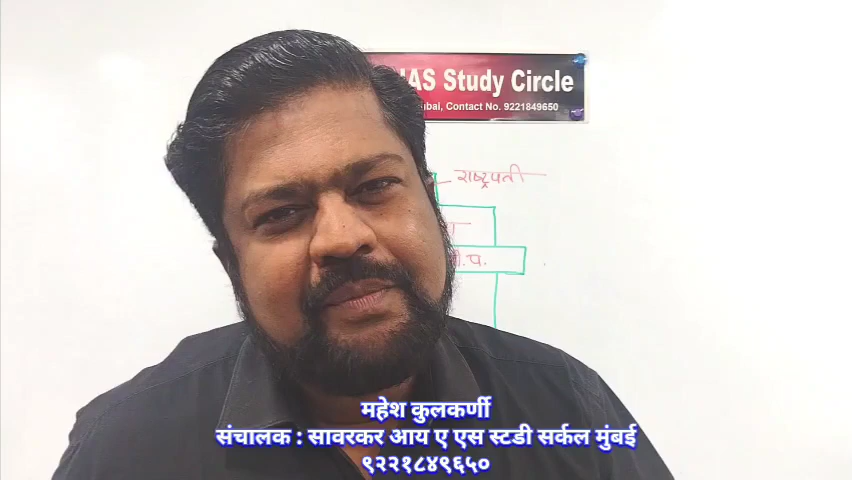 IAS Study Circle
Contact No. 9221849650
राष्ट्रपती
महेश कुलकर्णी
संचालक : सावरकर आय ए एस स्टडी सर्कल मुंबई
९२२१८४९६५०